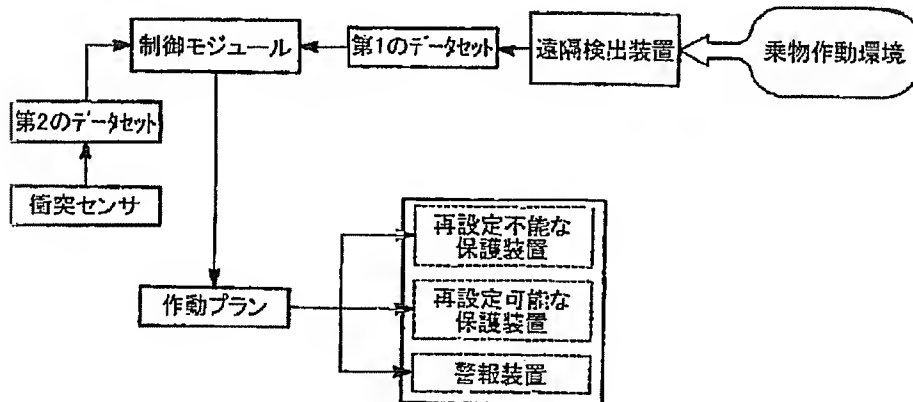 制御モジュール
第1のデータセット
遠隔検出装置
乗物作動環境
第2のデータセット
衝突センサ
再設定不能な
保護装置
作動プラン
再設定可能な
保護装置
警報装置